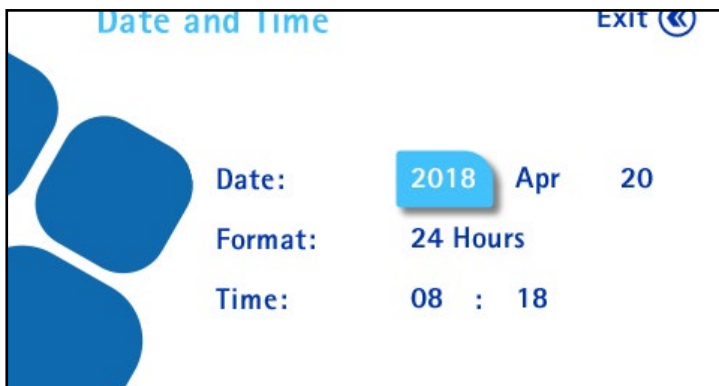 Date and Time Exit
Date: 2018 Apr 20
Format: 24 Hours
Time: 08 : 18